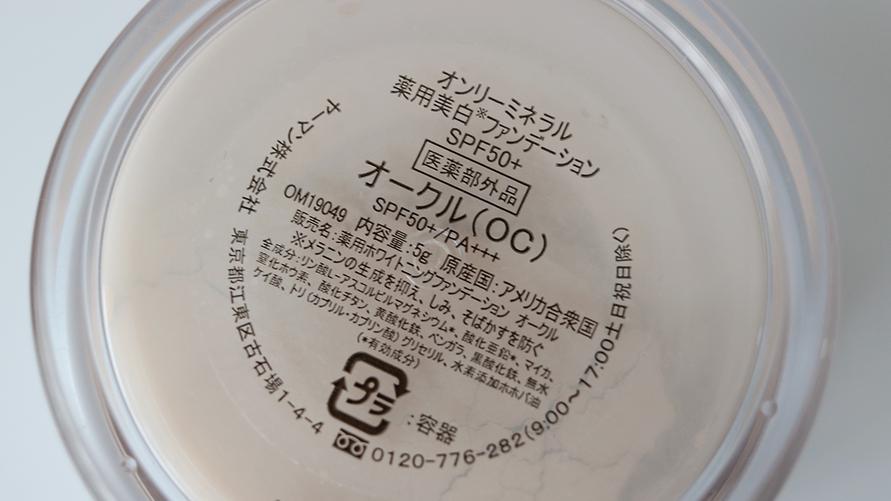 オンリーミネラル
薬用美白※ファンデーション
SPF50+
医薬部外品
オークル(OC)
SPF50+/PA+++
OM19049 内容量:5g 原産国:アメリカ合衆国
販売名:薬用ホワイトニングファンデーション オークル
※メラニンの生成を抑え、しみ、そばかすを防ぐ
全成分:リン酸L-アスコルビルマグネシウム*、酸化亜鉛*、マイカ、
窒化ホウ素、酸化チタン、黄酸化鉄、ベンガラ、黒酸化鉄、無水
ケイ酸、トリ(カプリル・カプリン酸)グリセリル、水素添加ホホバ油
(*有効成分)
プラ
:容器
ヤーマン株式会社 東京都江東区古石場1-4-4
0120-776-282(9:00〜17:00土日祝日除く)